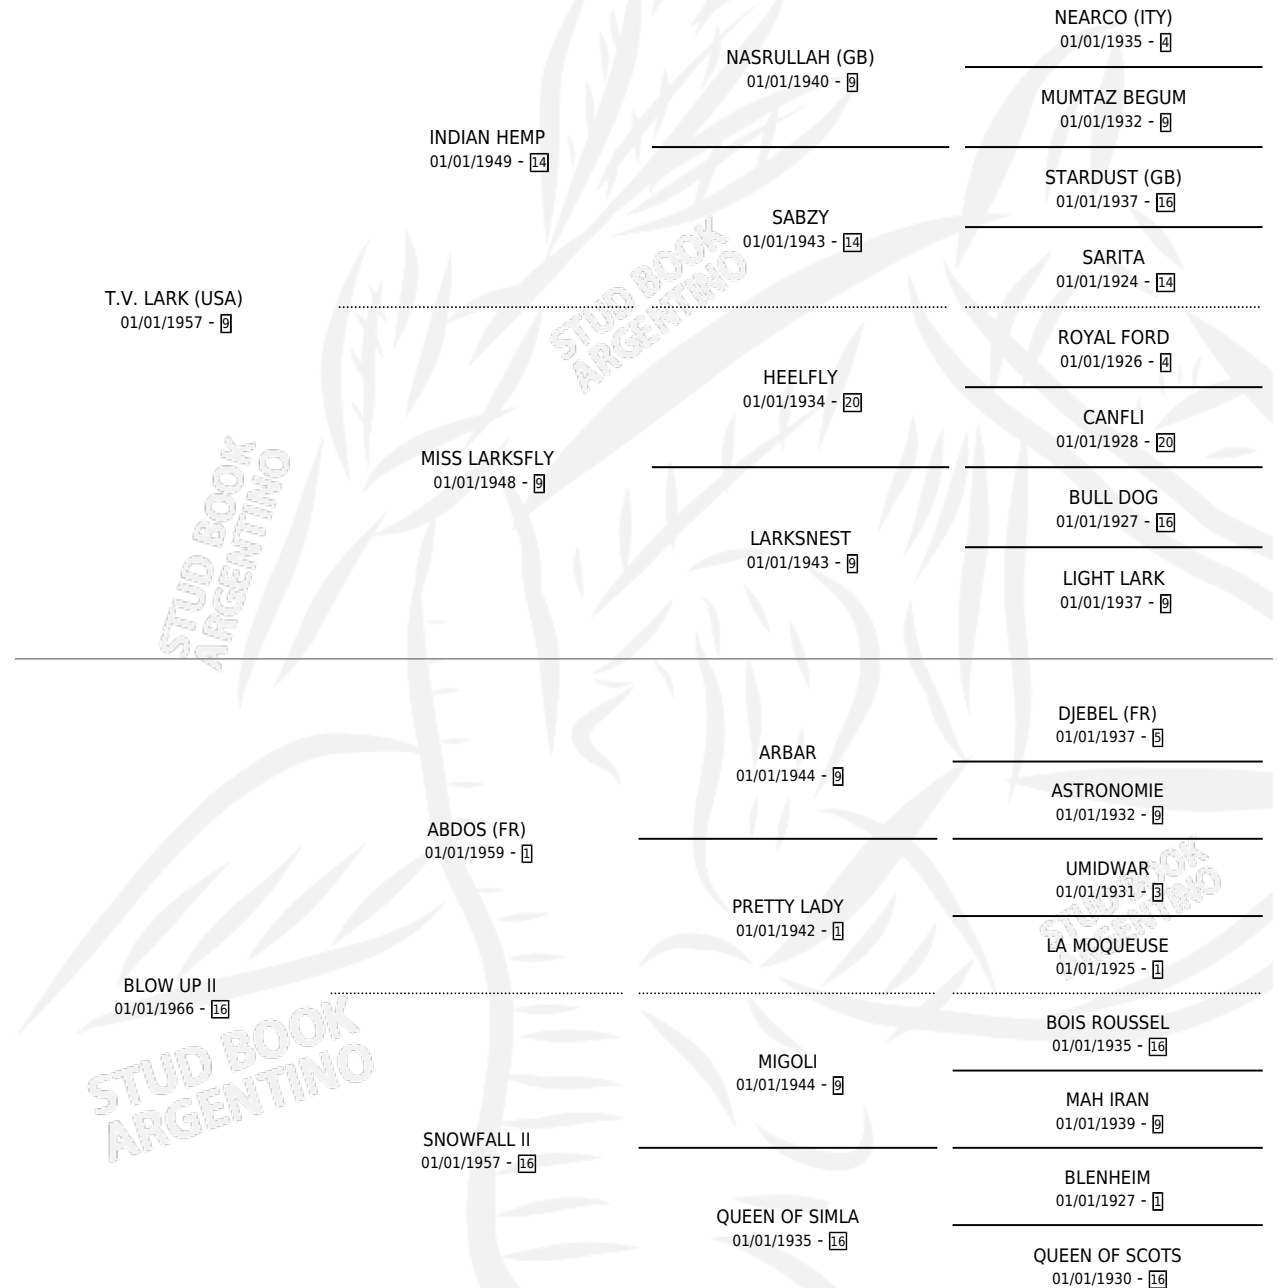 NEARCO (ITY)
01/01/1935 - 4
NASRULLAH (GB)
01/01/1940 - 9
MUMTAZ BEGUM
01/01/1932 - 9
INDIAN HEMP
01/01/1949 - 14
STARDUST (GB)
01/01/1937 - 16
SABZY
01/01/1943 - 14
SARITA
01/01/1924 - 14
T.V. LARK (USA)
01/01/1957 - 9
ROYAL FORD
01/01/1926 - 4
HEELFLY
01/01/1934 - 20
CANFLI
01/01/1928 - 20
MISS LARKSFLY
01/01/1948 - 9
BULL DOG
01/01/1927 - 16
LARKSNEST
01/01/1943 - 9
LIGHT LARK
01/01/1937 - 9
DJEBEL (FR)
01/01/1937 - 5
ARBAR
01/01/1944 - 9
ASTRONOMIE
01/01/1932 - 9
ABDOS (FR)
01/01/1959 - 1
UMIDWAR
01/01/1931 - 3
PRETTY LADY
01/01/1942 - 1
LA MOQUEUSE
01/01/1925 - 1
BLOW UP II
01/01/1966 - 16
BOIS ROUSSEL
01/01/1935 - 16
MIGOLI
01/01/1944 - 9
MAH IRAN
01/01/1939 - 9
SNOWFALL II
01/01/1957 - 16
BLENHEIM
01/01/1927 - 1
QUEEN OF SIMLA
01/01/1935 - 16
QUEEN OF SCOTS
01/01/1930 - 16
STUD BOOK
ARGENTINO
STUD BOOK
ARGENTINO
STUD BOOK
ARGENTINO
STUD BOOK
ARGENTINO